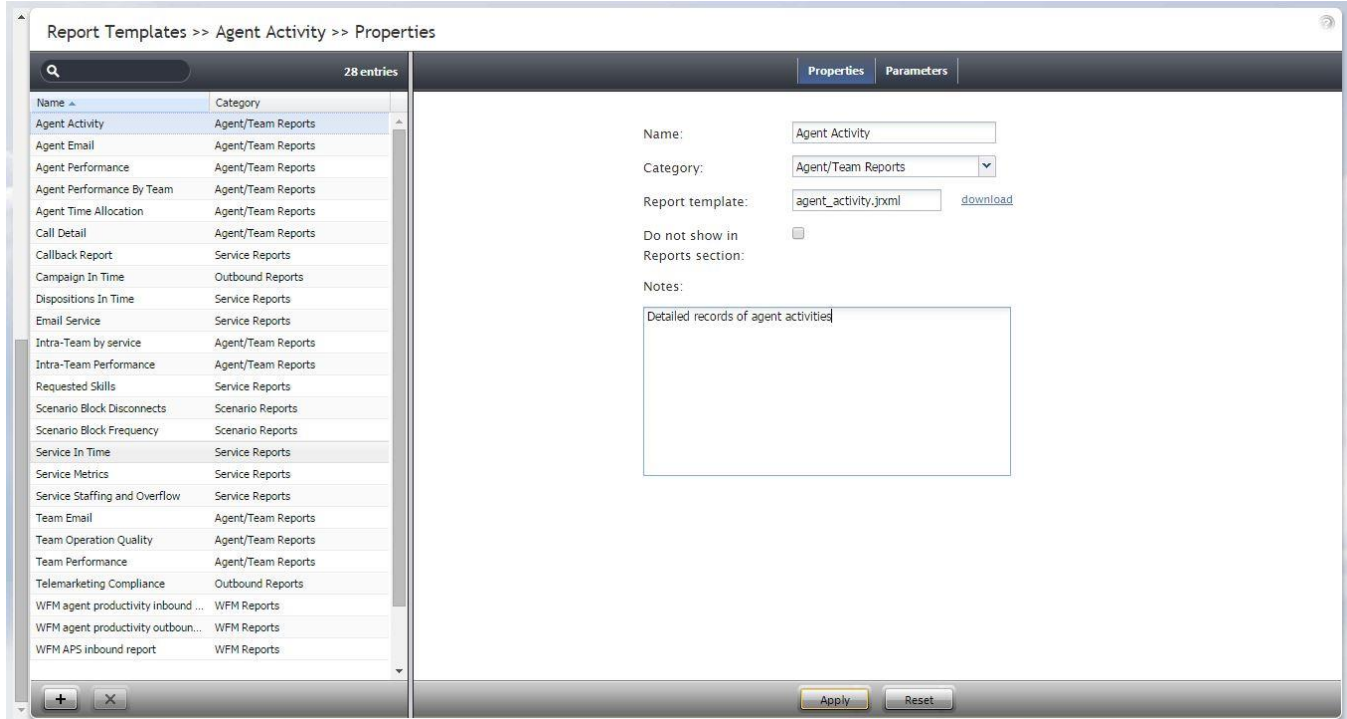 Report Templates >> Agent Activity >> Properties
28 entries
Properties Parameters
Name Category
Agent Activity Agent/Team Reports
Agent Email Agent/Team Reports
Agent Performance Agent/Team Reports
Agent Performance By Team Agent/Team Reports
Agent Time Allocation Agent/Team Reports
Call Detail Agent/Team Reports
Callback Report Service Reports
Campaign In Time Outbound Reports
Dispositions In Time Service Reports
Email Service Service Reports
Intra-Team by service Agent/Team Reports
Intra-Team Performance Agent/Team Reports
Requested Skills Service Reports
Scenario Block Disconnects Scenario Reports
Scenario Block Frequency Scenario Reports
Service In Time Service Reports
Service Metrics Service Reports
Service Staffing and Overflow Service Reports
Team Email Agent/Team Reports
Team Operation Quality Agent/Team Reports
Team Performance Agent/Team Reports
Telemarketing Compliance Outbound Reports
WFM agent productivity inbound ... WFM Reports
WFM agent productivity outboun... WFM Reports
WFM APS inbound report WFM Reports
Name: Agent Activity
Category: Agent/Team Reports
Report template: agent_activity.jrxml download
Do not show in
Reports section:
Notes:
Detailed records of agent activities
Apply Reset